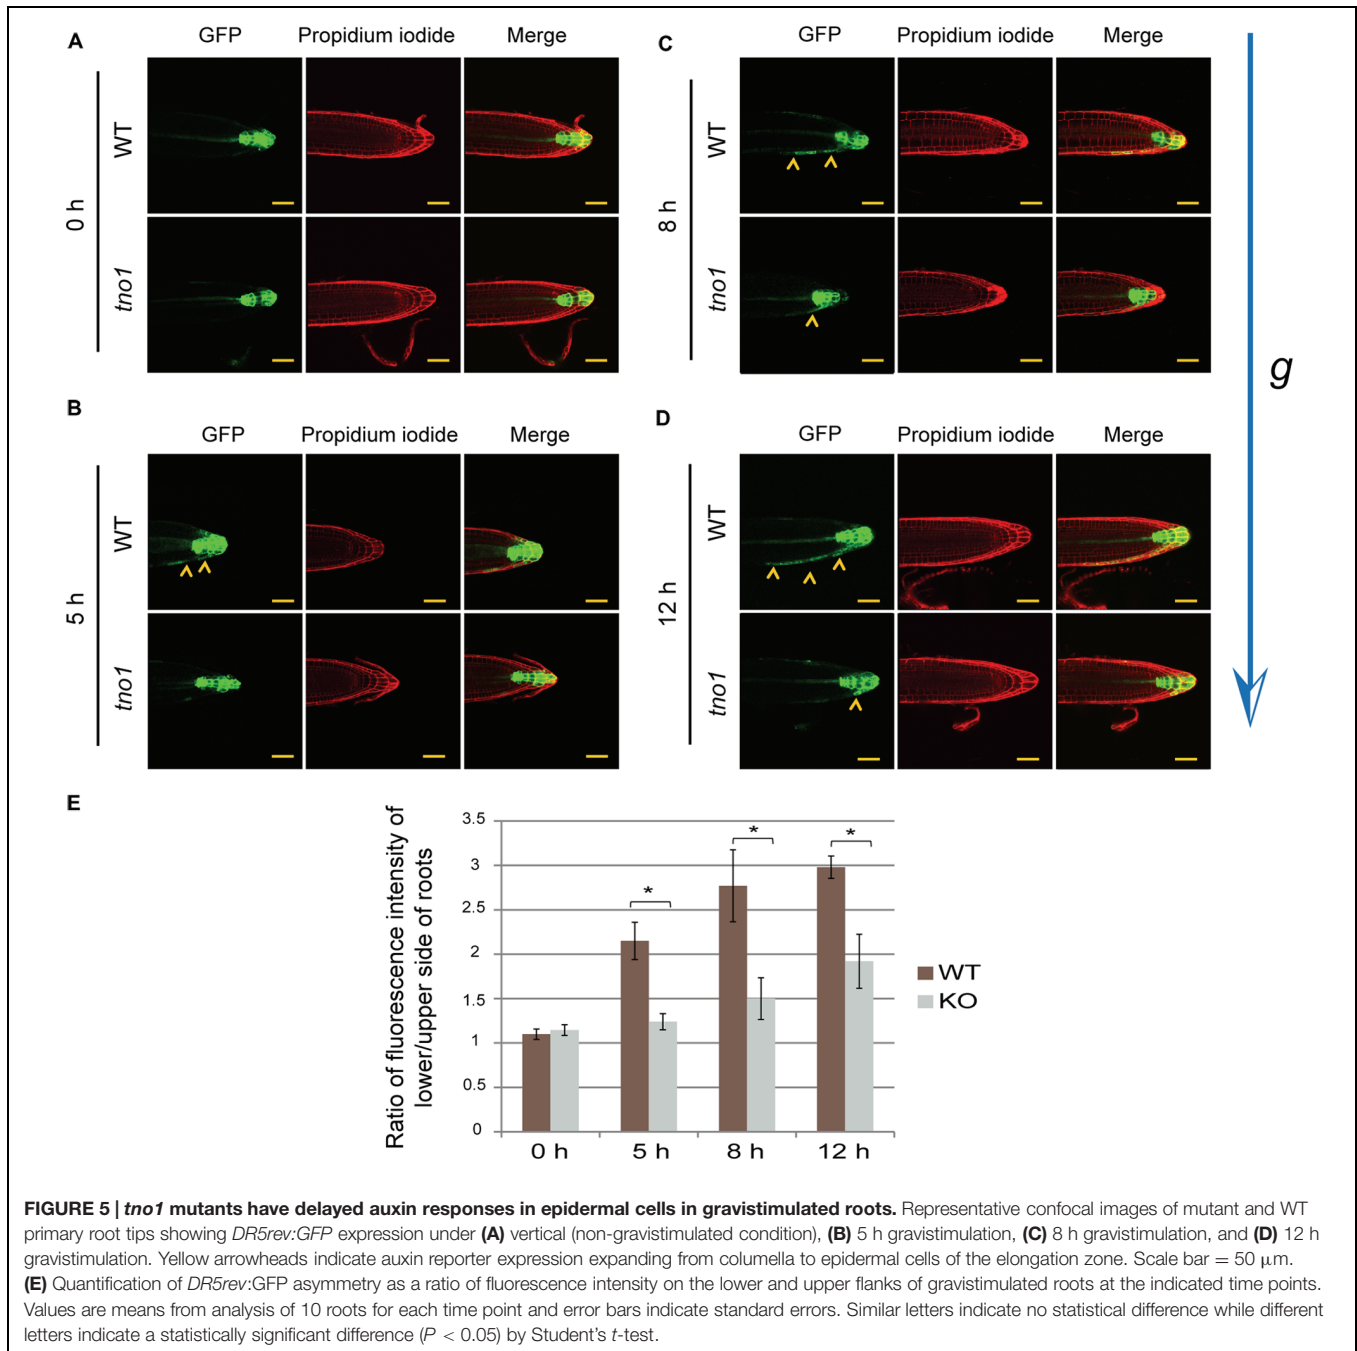 A
GFP Propidium iodide Merge
WT
0 h
tno1
C
GFP Propidium iodide Merge
WT
8 h
tno1
g
B
GFP Propidium iodide Merge
WT
5 h
tno1
D
GFP Propidium iodide Merge
WT
12 h
tno1
E
Ratio of fluorescence intensity of
lower/upper side of roots
3.5
3
2.5
2
1.5
1
0.5
0
*
*
*
0 h 5 h 8 h 12 h
WT
KO
FIGURE 5 | tno1 mutants have delayed auxin responses in epidermal cells in gravistimulated roots. Representative confocal images of mutant and WT
primary root tips showing DR5rev:GFP expression under (A) vertical (non-gravistimulated condition), (B) 5 h gravistimulation, (C) 8 h gravistimulation, and (D) 12 h
gravistimulation. Yellow arrowheads indicate auxin reporter expression expanding from columella to epidermal cells of the elongation zone. Scale bar = 50 μm.
(E) Quantification of DR5rev:GFP asymmetry as a ratio of fluorescence intensity on the lower and upper flanks of gravistimulated roots at the indicated time points.
Values are means from analysis of 10 roots for each time point and error bars indicate standard errors. Similar letters indicate no statistical difference while different
letters indicate a statistically significant difference (P < 0.05) by Student's t-test.